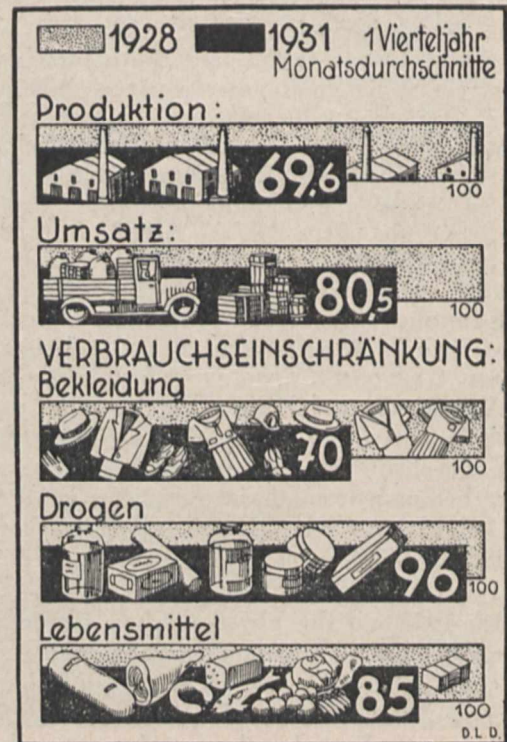 1928 1931 1 Vierteljahr
Monatsdurchschnitte
Produktion:
69,6
100
Umsatz:
80,5
100
VERBRAUCHSEINSCHRÄNKUNG:
Bekleidung
70
100
Drogen
96
100
Lebensmittel
85
100
D.L.D.